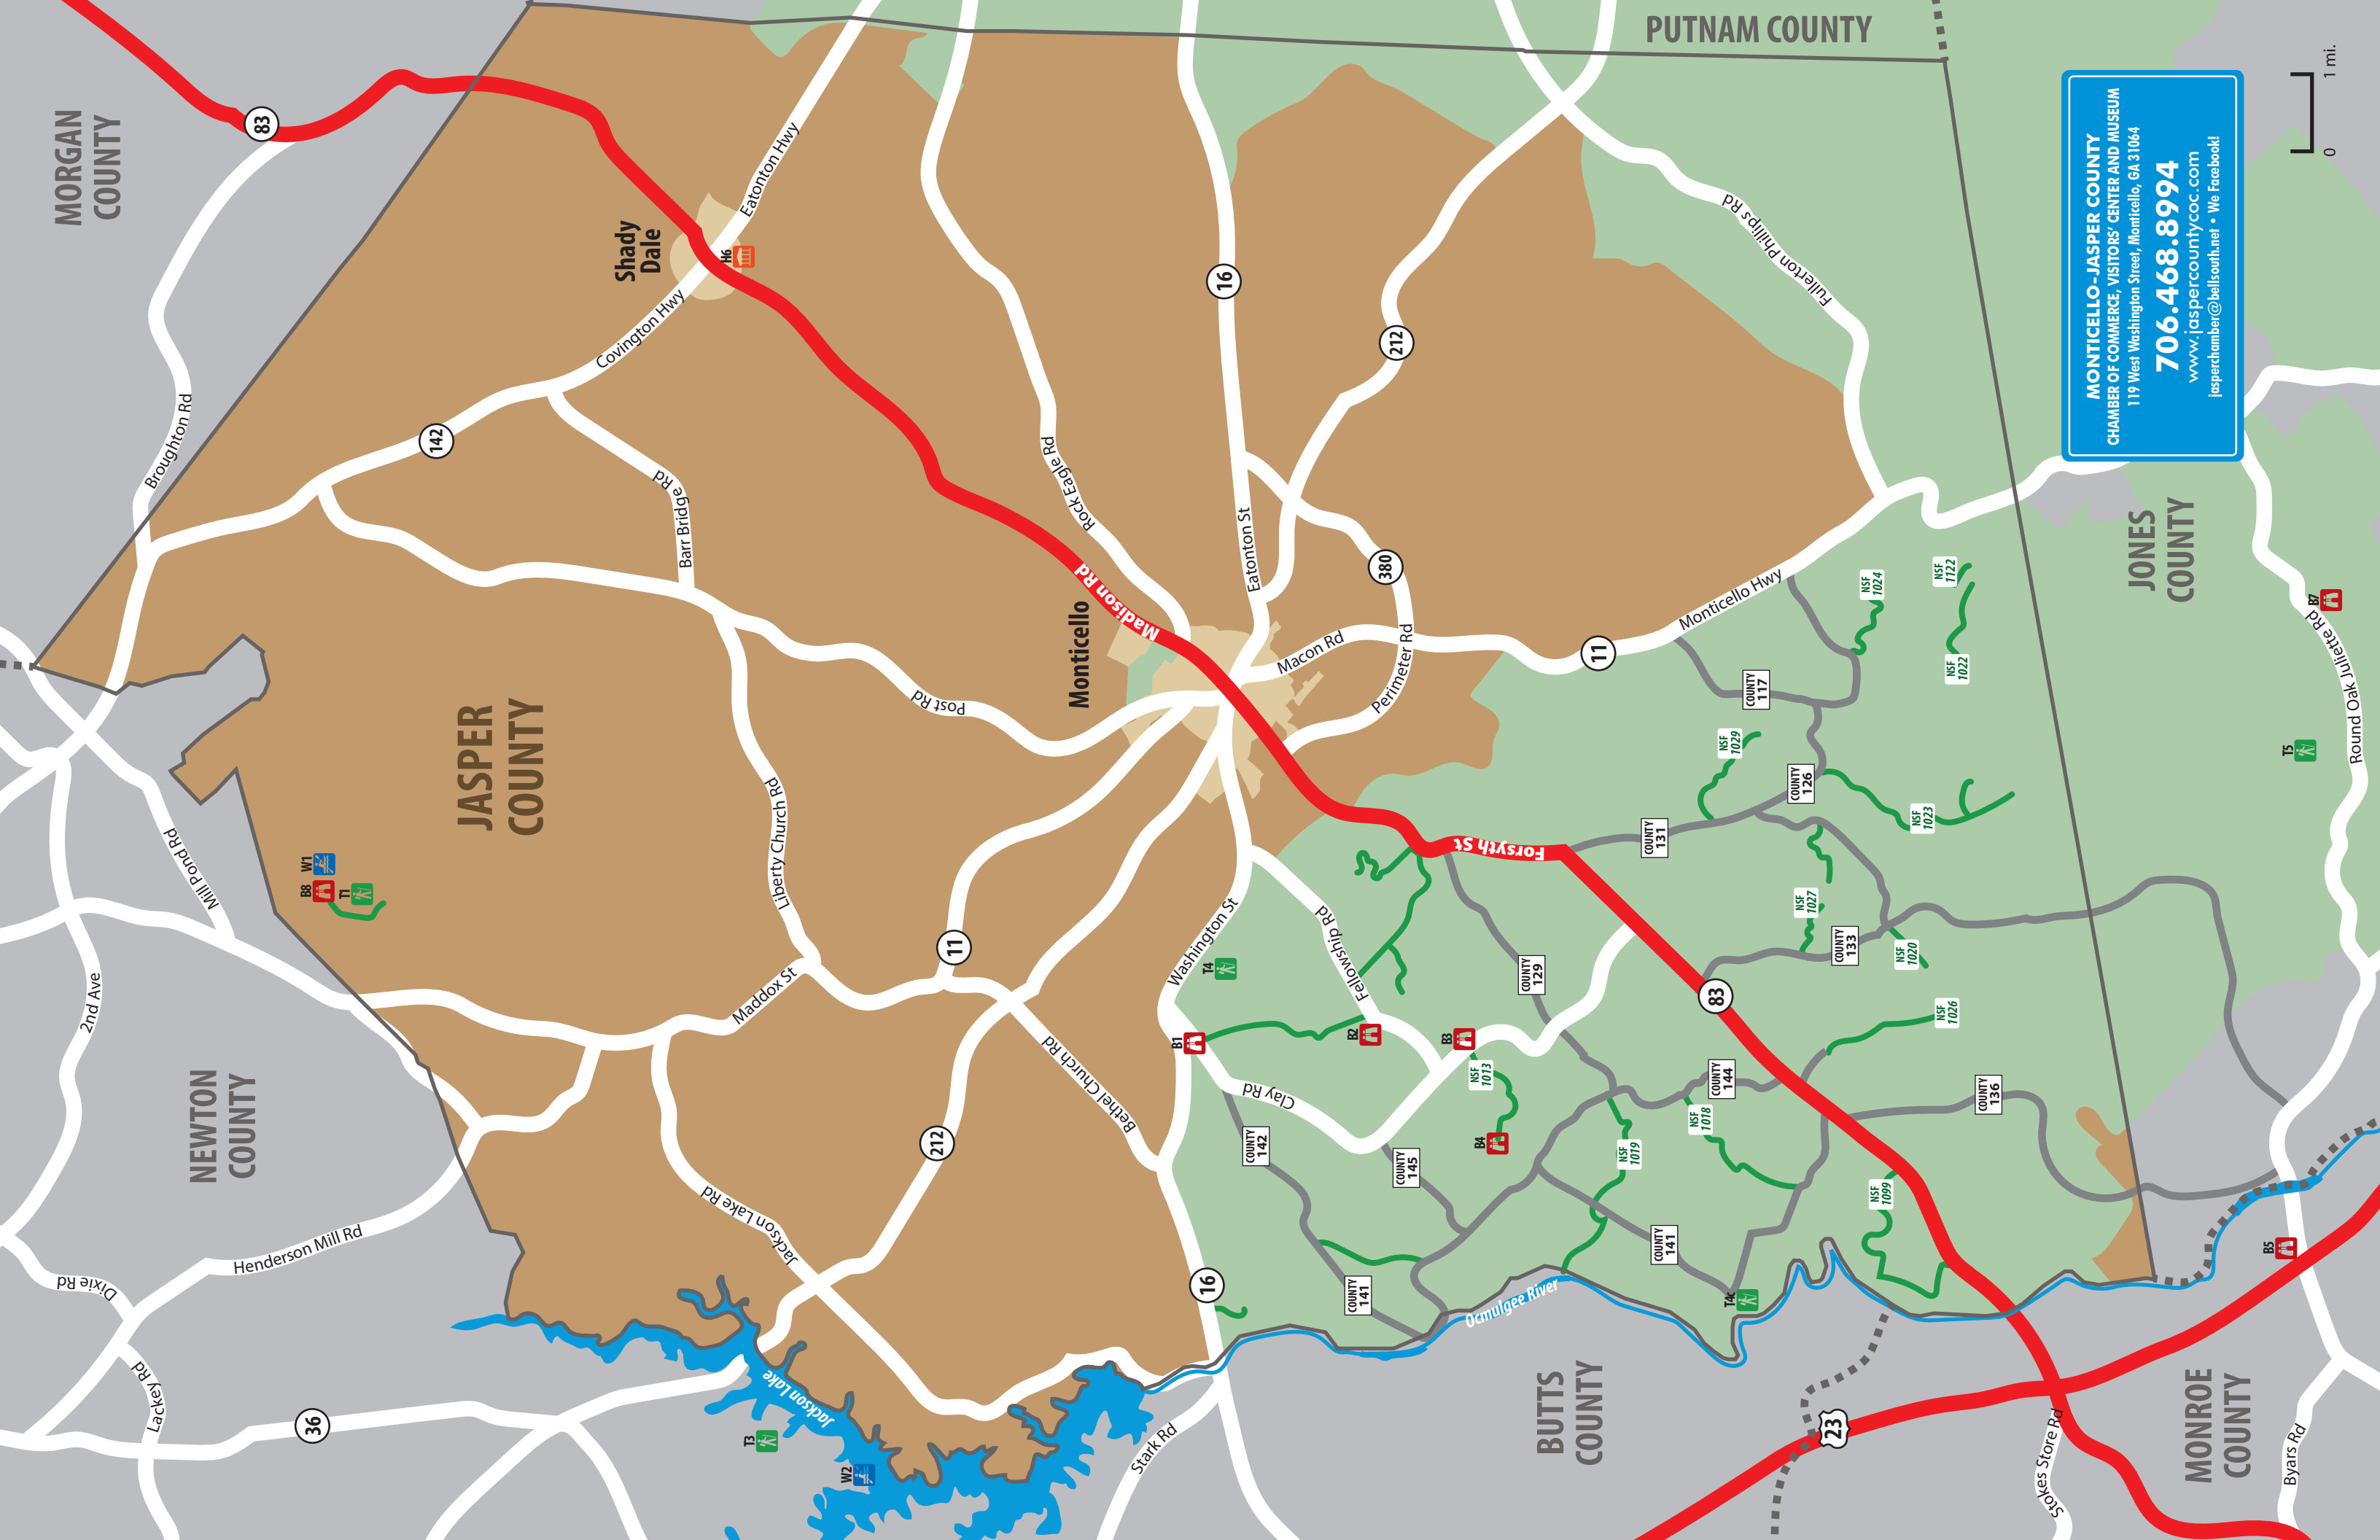 MORGAN
COUNTY
PUTNAM COUNTY
JASPER
COUNTY
NEWTON
COUNTY
JONES
COUNTY
BUTTS
COUNTY
MONROE
COUNTY
Shady
Dale
Monticello
83
Broughton Rd
142
Covington Hwy
Eatonton Hwy
H6
Barr Bridge Rd
Rock Eagle Rd
Madison Rd
16
Eatonton St
212
380
Fullerton Phillips Rd
Monticello Hwy
Macon Rd
Perimeter Rd
11
Post Rd
Liberty Church Rd
Mill Pond Rd
B8
W1
T1
2nd Ave
Maddox St
11
Bethel Church Rd
212
Jackson Lake Rd
Henderson Mill Rd
Dixie Rd
Lackey Rd
36
Jackson Lake
T3
W2
Stark Rd
16
Washington St
T4
B1
Fellowship Rd
B2
B3
B4
Clay Rd
Forsyth St
83
COUNTY
117
COUNTY
126
COUNTY
131
COUNTY
133
COUNTY
129
COUNTY
144
COUNTY
136
COUNTY
142
COUNTY
145
COUNTY
141
COUNTY
141
NSF
1024
NSF
1122
NSF
1022
NSF
1029
NSF
1023
NSF
1027
NSF
1020
NSF
1026
NSF
1013
NSF
1018
NSF
1019
NSF
1099
Ocmulgee River
T4c
23
Stokes Store Rd
Byars Rd
B5
T5
B7
Round Oak Juliette Rd
MONTICELLO-JASPER COUNTY
CHAMBER OF COMMERCE, VISITORS' CENTER AND MUSEUM
119 West Washington Street, Monticello, GA 31064
706.468.8994
www.jaspercountycoc.com
jasperchamber@bellsouth.net • We Facebook!
0
1 mi.